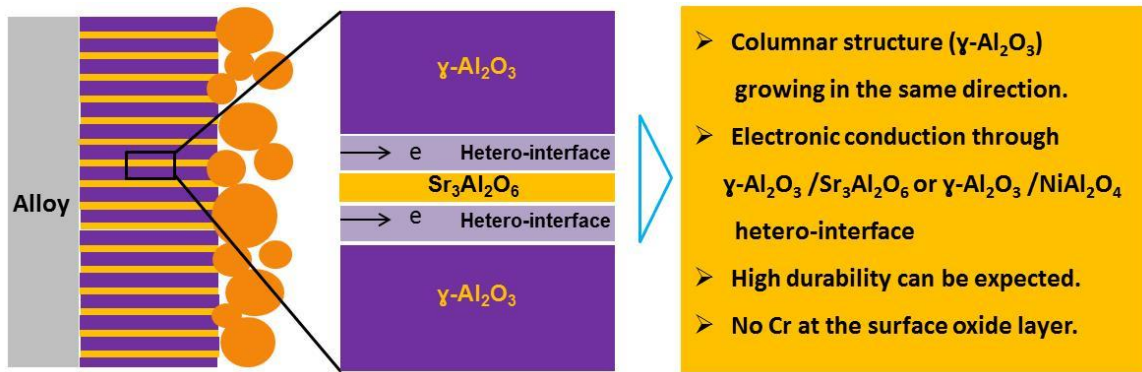 Alloy
ɣ-Al₂O₃
e Hetero-interface
Sr₃Al₂O₆
e Hetero-interface
ɣ-Al₂O₃
➢ Columnar structure (ɣ-Al₂O₃)
growing in the same direction.
➢ Electronic conduction through
ɣ-Al₂O₃ /Sr₃Al₂O₆ or ɣ-Al₂O₃ /NiAl₂O₄
hetero-interface
➢ High durability can be expected.
➢ No Cr at the surface oxide layer.